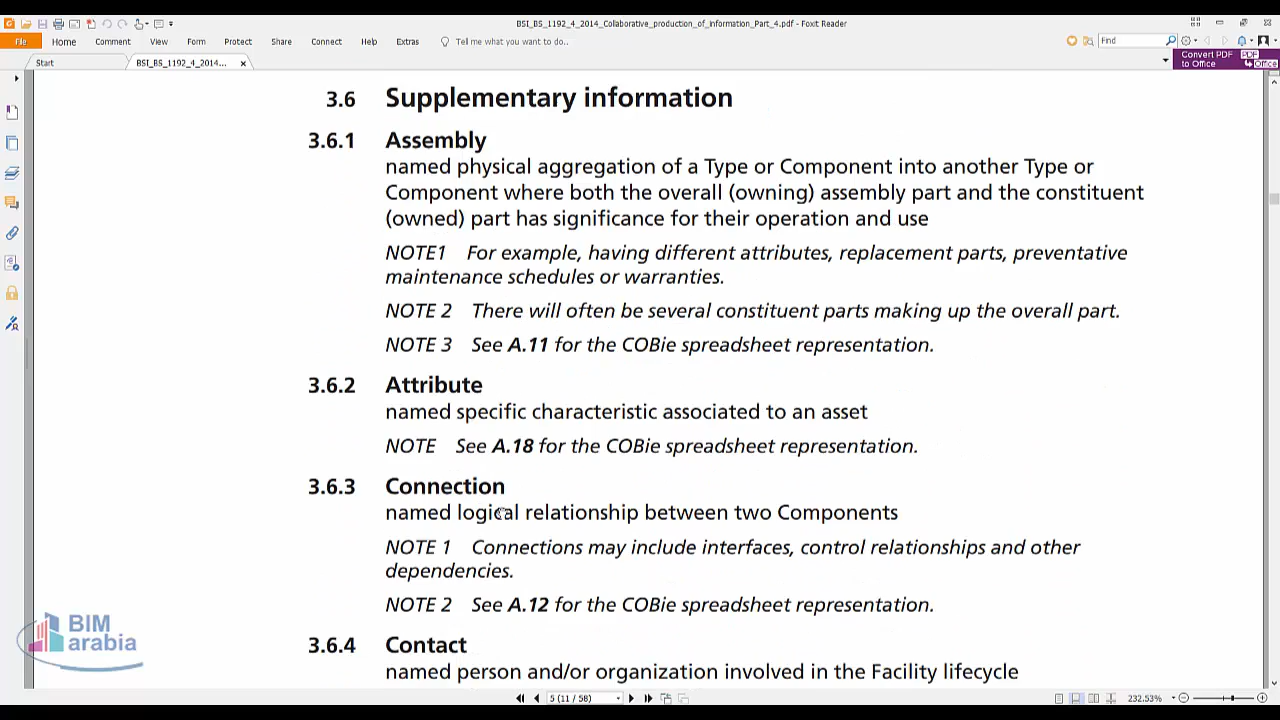 BSI_BS_1192_4_2014_Collaborative_production_of_information_Part_4.pdf - Foxit Reader
File Home Comment View Form Protect Share Connect Help Extras Tell me what you want to do.. Find
Start BSI_BS_1192_4_2014... Convert PDF to Office
PDF
Office
3.6 Supplementary information
3.6.1 Assembly
named physical aggregation of a Type or Component into another Type or
Component where both the overall (owning) assembly part and the constituent
(owned) part has significance for their operation and use
NOTE1 For example, having different attributes, replacement parts, preventative
maintenance schedules or warranties.
NOTE 2 There will often be several constituent parts making up the overall part.
NOTE 3 See A.11 for the COBie spreadsheet representation.
3.6.2 Attribute
named specific characteristic associated to an asset
NOTE See A.18 for the COBie spreadsheet representation.
3.6.3 Connection
named logical relationship between two Components
NOTE 1 Connections may include interfaces, control relationships and other
dependencies.
NOTE 2 See A.12 for the COBie spreadsheet representation.
3.6.4 Contact
named person and/or organization involved in the Facility lifecycle
BIM
arabia
5 (11 / 58) 232.53%